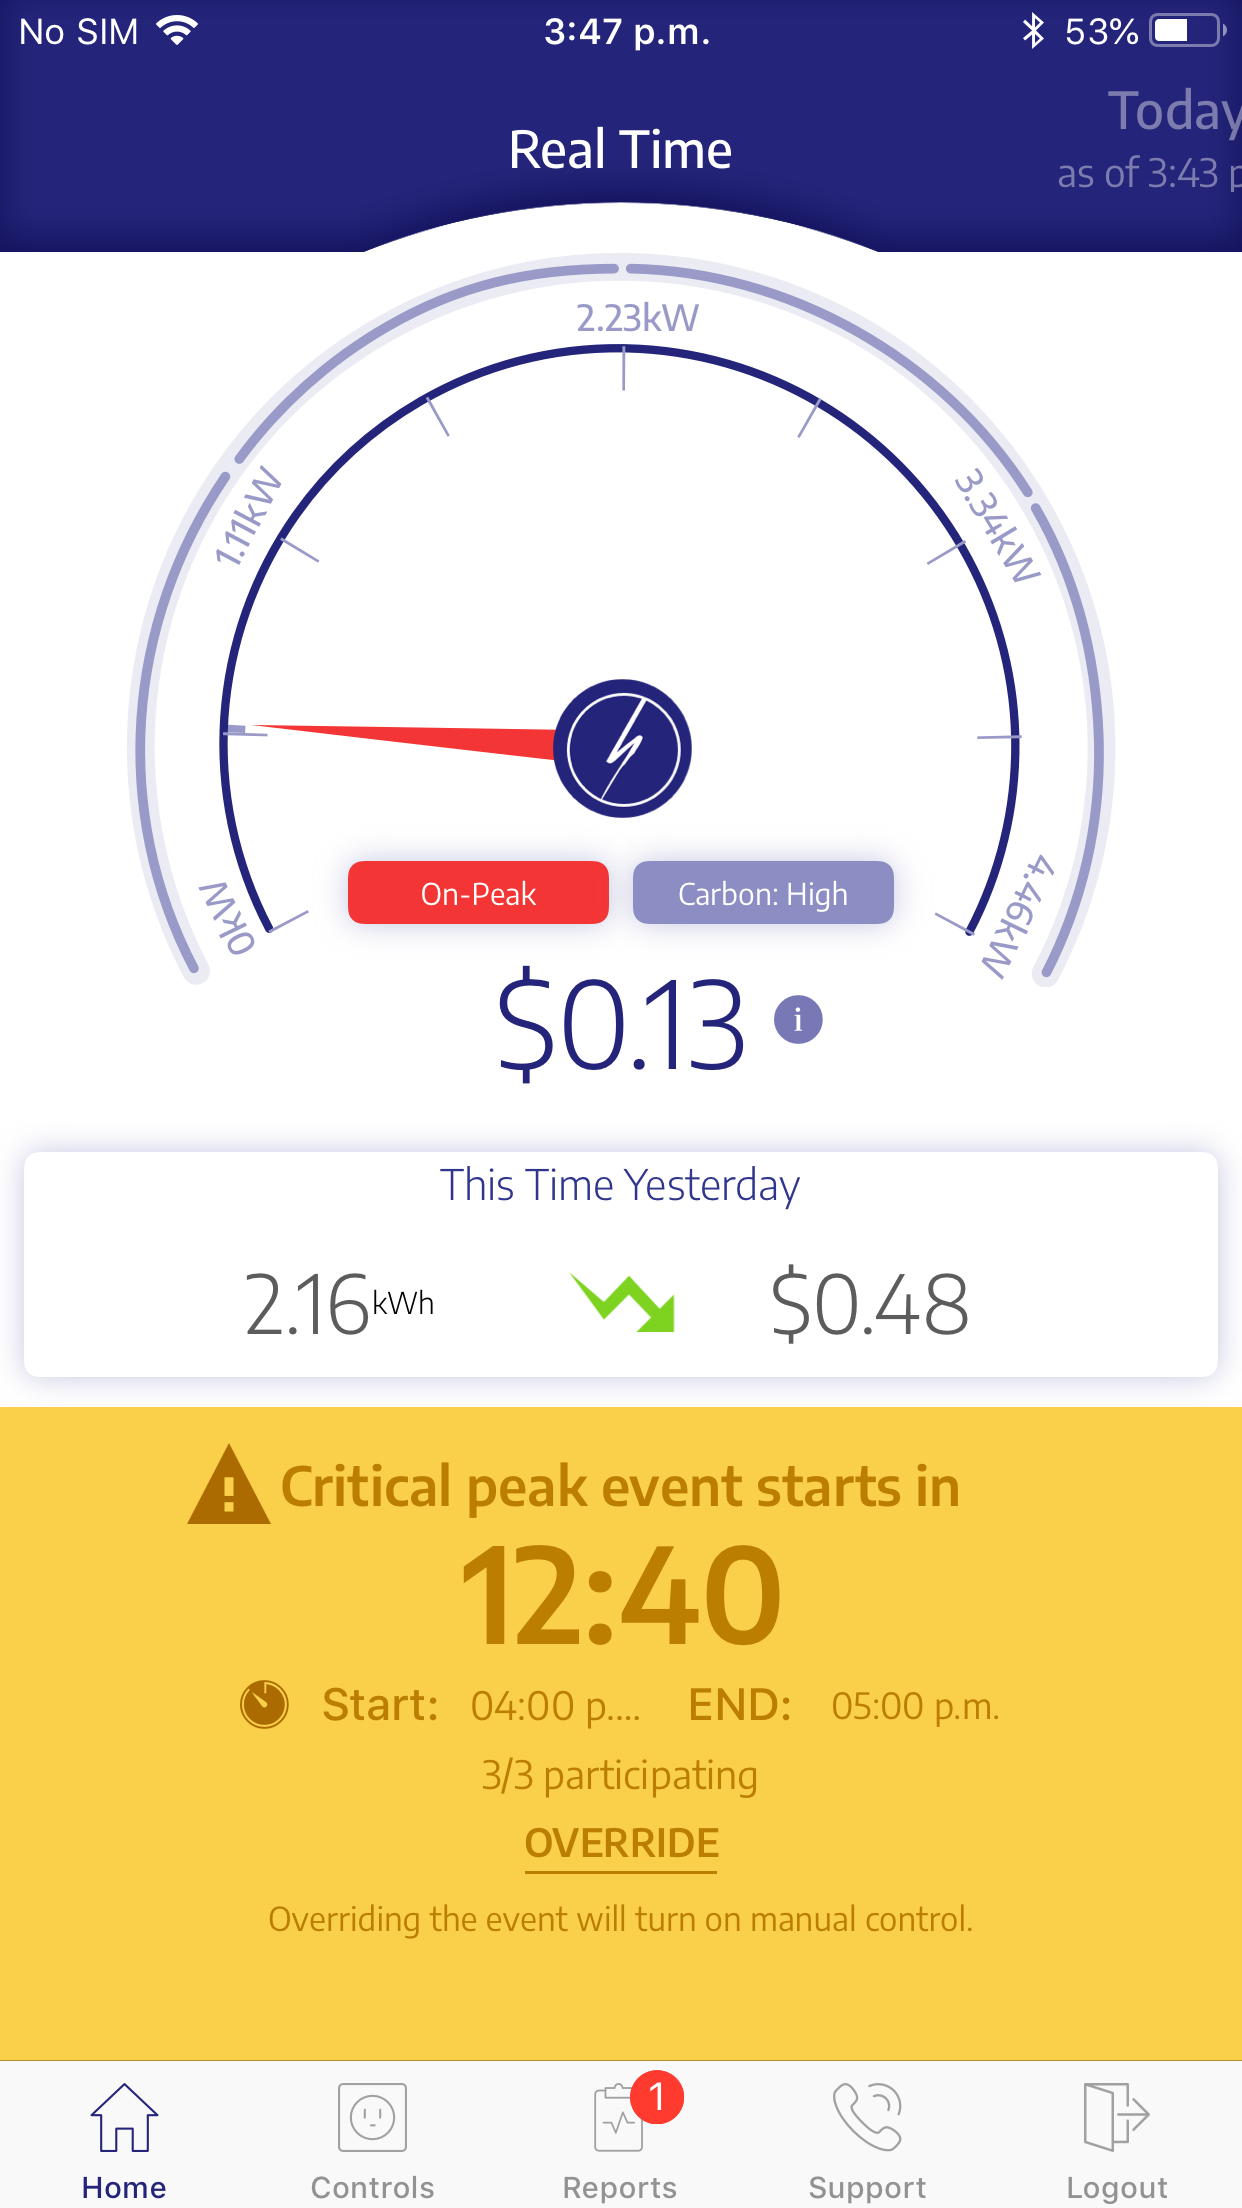 No SIM 3:47 p.m. 53%
Today
as of 3:43 p
Real Time
2.23kW
1.11kW
3.34kW
0kW
4.46kW
On-Peak Carbon: High
$0.13 i
This Time Yesterday
2.16 kWh $0.48
Critical peak event starts in
12:40
Start: 04:00 p.... END: 05:00 p.m.
3/3 participating
OVERRIDE
Overriding the event will turn on manual control.
1
Home Controls Reports Support Logout